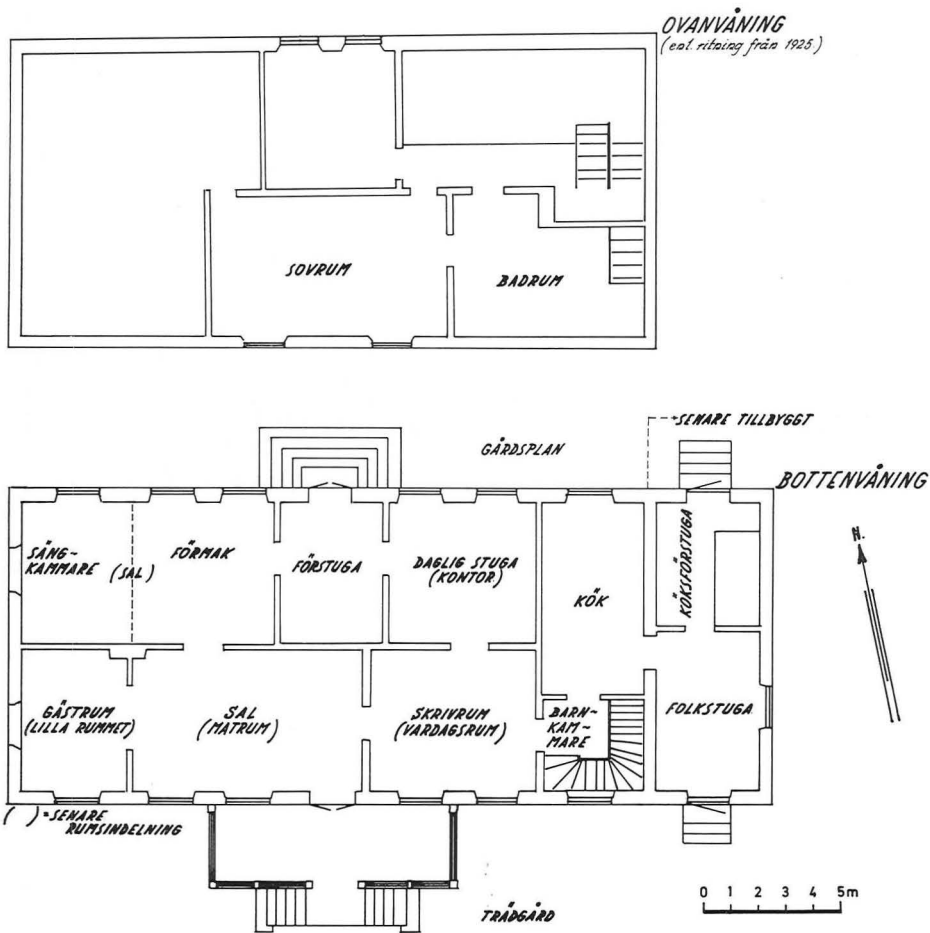 OVANVÅNING
(enl. ritning från 1925.)
SOVRUM
BADRUM
SENARE TILLBYGGT
GÅRDSPLAN
BOTTENVÅNING
N.
SÄNG-
KAMMARE
(SAL)
FÖRMAK
FÖRSTUGA
DAGLIG STUGA
(KONTOR)
KÖK
KÖKSFÖRSTUGA
GÄSTRUM
(LILLA RUMMET)
SAL
(MATRUM)
SKRIVRUM
(VARDAGSRUM)
BARN-
KAM-
MARE
FOLKSTUGA
( ) = SENARE
RUMSINDELNING
TRÄDGÅRD
0 1 2 3 4 5m